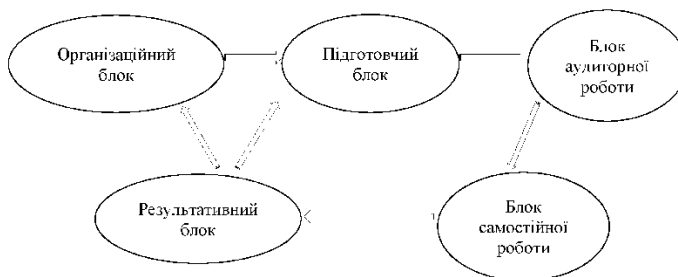 Організаційний
блок
Підготовчий
блок
Блок
аудиторної
роботи
Результативний
блок
Блок
самостійної
роботи